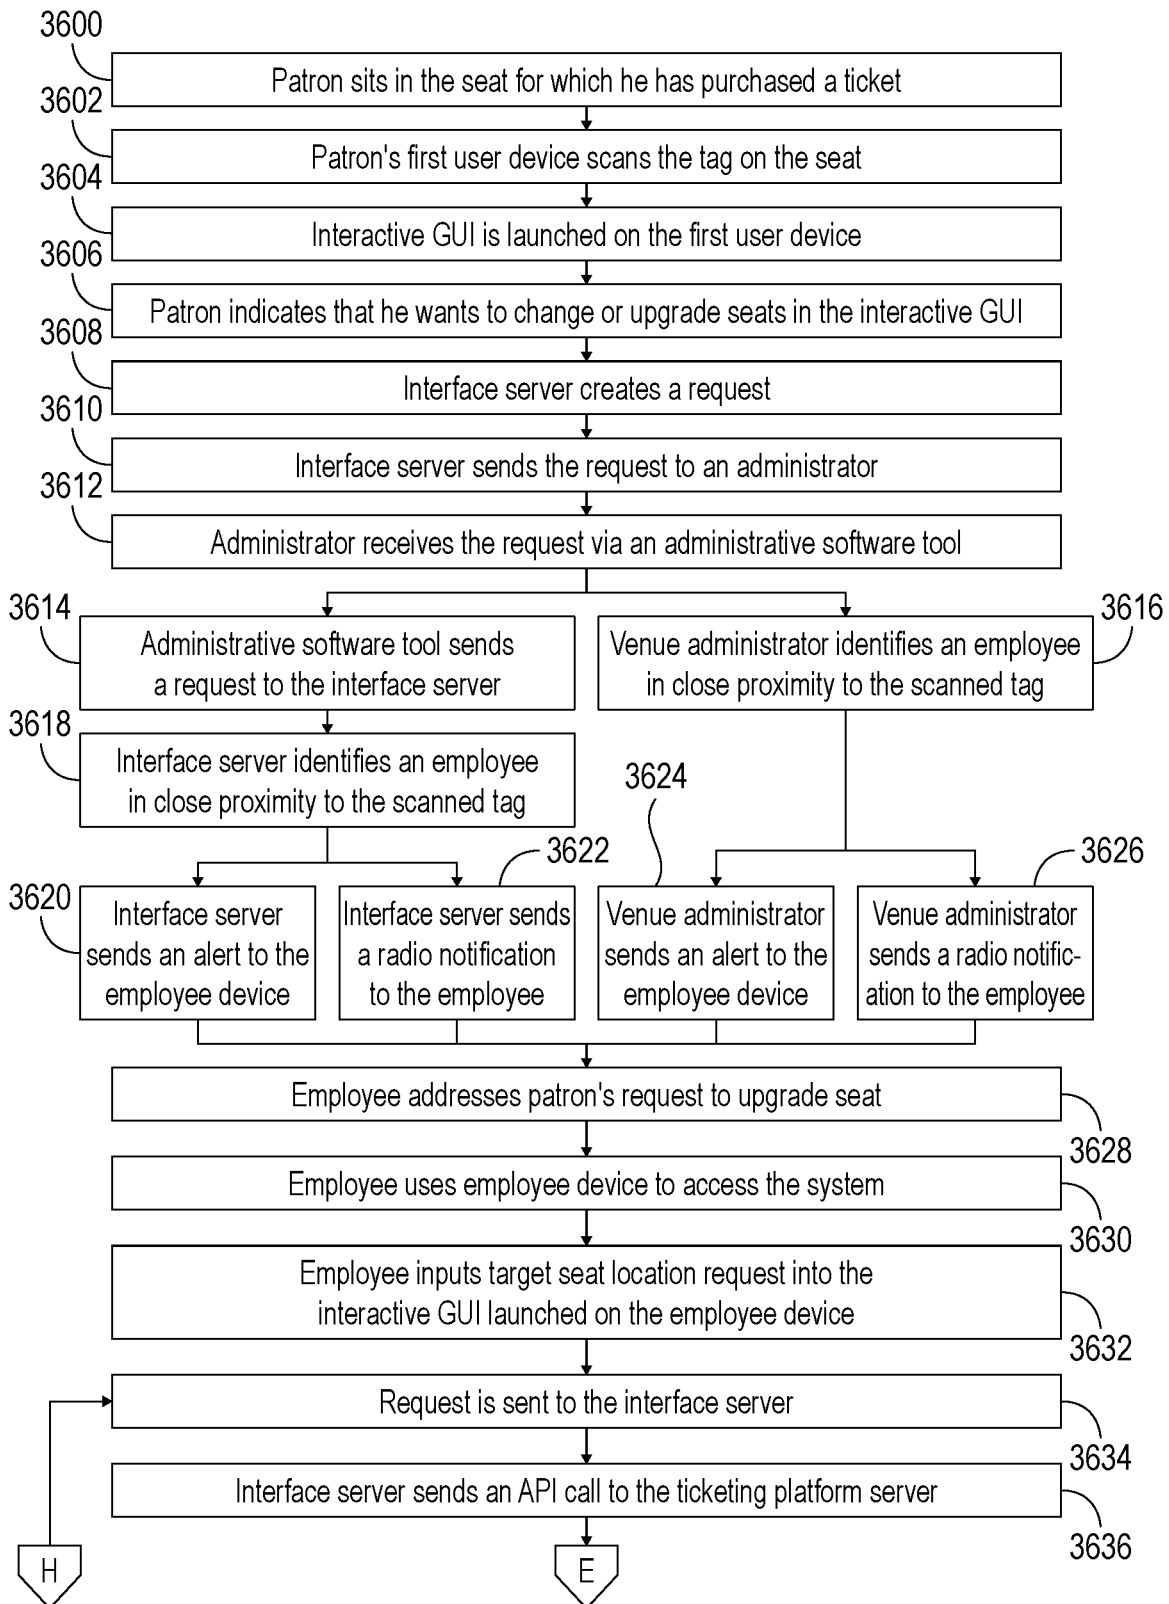 3600
Patron sits in the seat for which he has purchased a ticket
3602
Patron's first user device scans the tag on the seat
3604
Interactive GUI is launched on the first user device
3606
Patron indicates that he wants to change or upgrade seats in the interactive GUI
3608
Interface server creates a request
3610
Interface server sends the request to an administrator
3612
Administrator receives the request via an administrative software tool
3614
Administrative software tool sends
a request to the interface server
3616
Venue administrator identifies an employee
in close proximity to the scanned tag
3618
Interface server identifies an employee
in close proximity to the scanned tag
3620
Interface server
sends an alert to the
employee device
3622
Interface server sends
a radio notification
to the employee
3624
Venue administrator
sends an alert to the
employee device
3626
Venue administrator
sends a radio notific-
ation to the employee
Employee addresses patron's request to upgrade seat
3628
Employee uses employee device to access the system
3630
Employee inputs target seat location request into the
interactive GUI launched on the employee device
3632
Request is sent to the interface server
3634
Interface server sends an API call to the ticketing platform server
3636
H
E